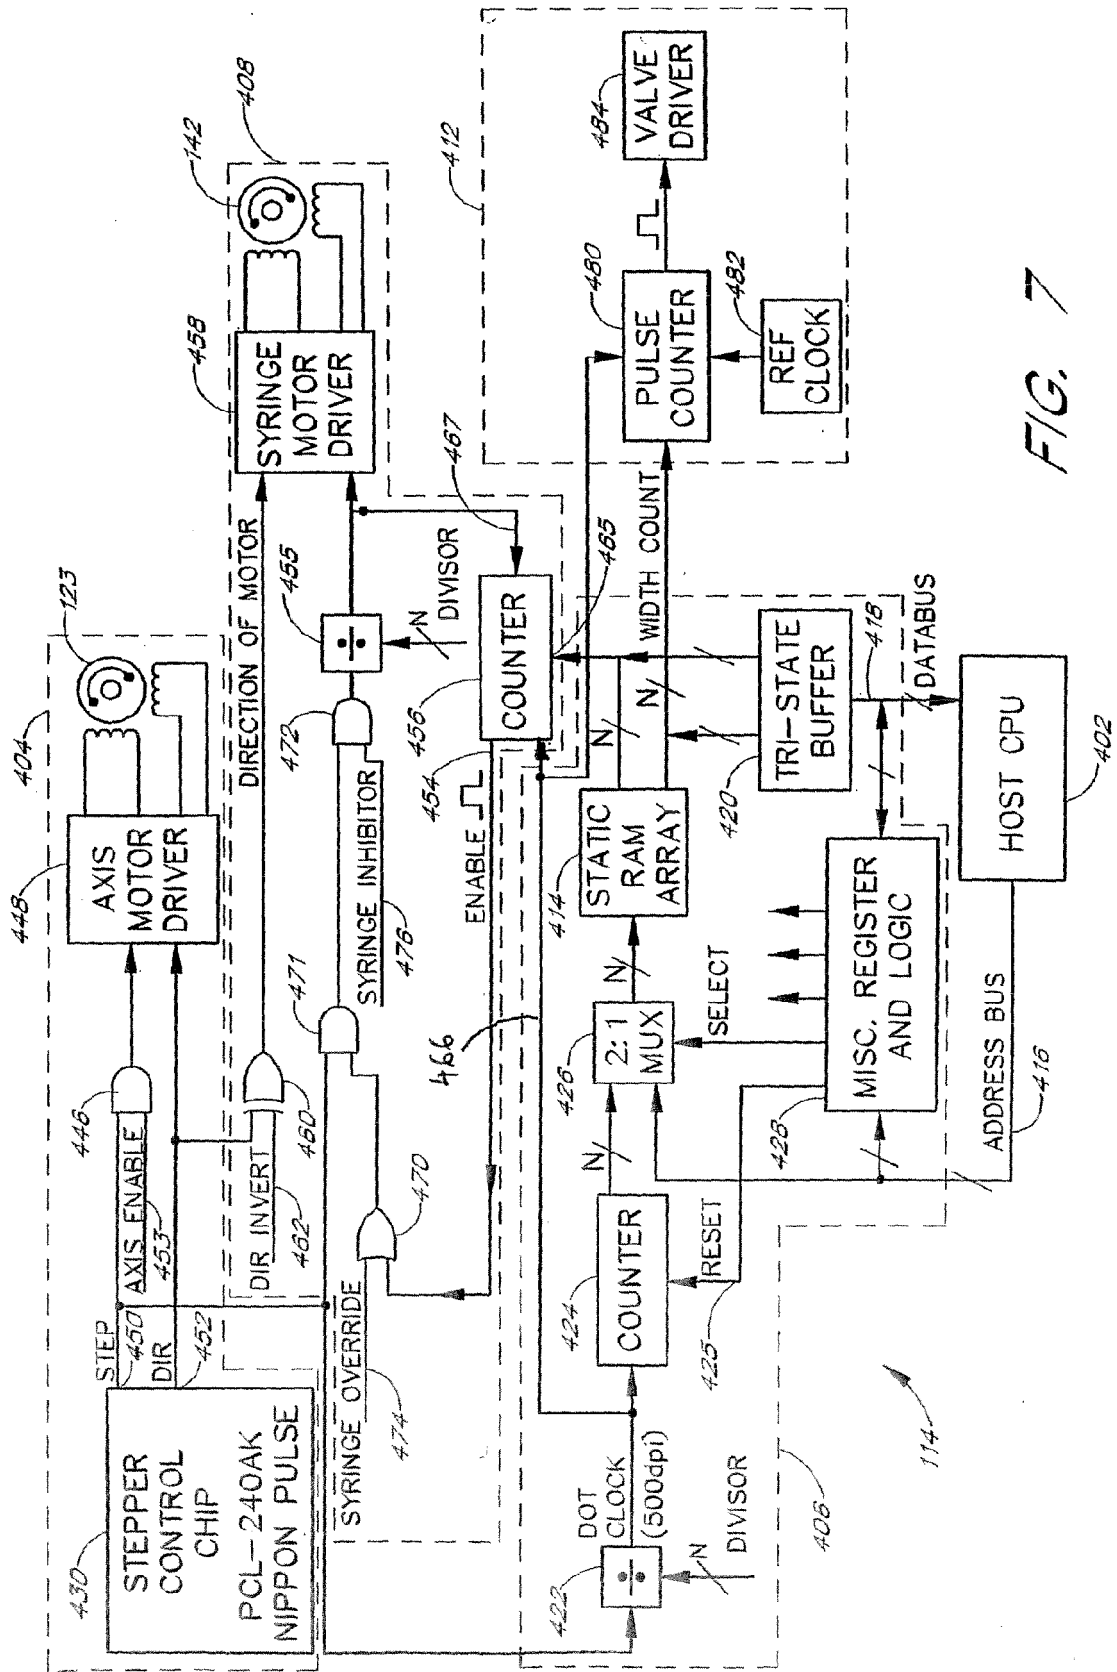 404
123
448
AXIS
MOTOR
DRIVER
446
STEP
450
AXIS ENABLE
453
DIR
452
430
STEPPER
CONTROL
CHIP
PCL-240AK
NIPPON PULSE
408
142
458
SYRINGE
MOTOR
DRIVER
DIRECTION OF MOTOR
DIR INVERT
462
460
471
472
455
N
DIVISOR
SYRINGE INHIBITOR
476
467
SYRINGE OVERRIDE
474
470
ENABLE
454
456
COUNTER
465
466
412
484
VALVE
DRIVER
480
PULSE
COUNTER
482
REF
CLOCK
WIDTH COUNT
N
N
414
STATIC
RAM
ARRAY
N
426
2:1
MUX
SELECT
N
424
COUNTER
RESET
425
DOT
CLOCK
(500dpi)
422
N
DIVISOR
406
420
TRI-STATE
BUFFER
418
DATABUS
428
MISC. REGISTER
AND LOGIC
HOST CPU
402
ADDRESS BUS
416
114
FIG. 7